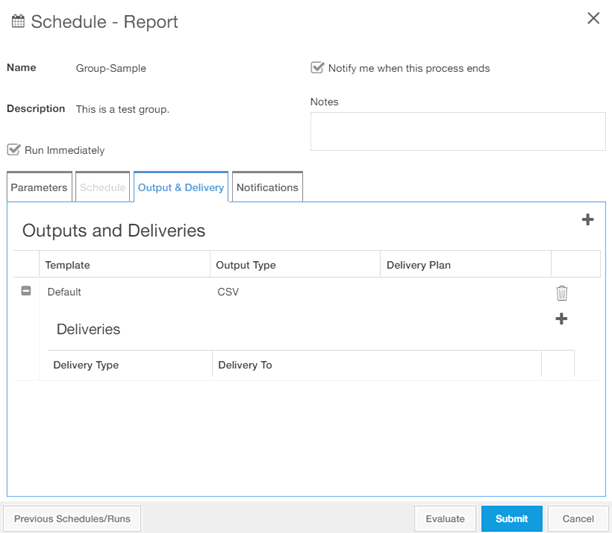 Schedule - Report
Name Group-Sample
Notify me when this process ends
Description This is a test group.
Notes
Run Immediately
Parameters Schedule Output & Delivery Notifications
Outputs and Deliveries
Template Output Type Delivery Plan
Default CSV
Deliveries
Delivery Type Delivery To
Previous Schedules/Runs Evaluate Submit Cancel